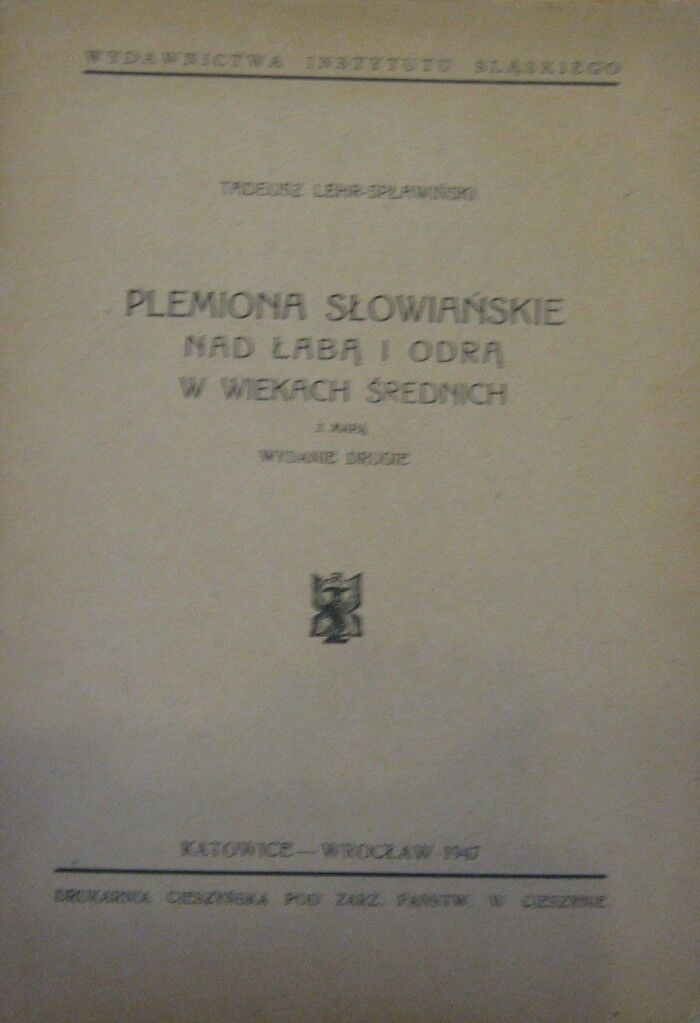 WYDAWNICTWA INSTYTUTU ŚLĄSKIEGO
TADEUSZ LEHR-SPŁAWIŃSKI
PLEMIONA SŁOWIAŃSKIE
NAD ŁABĄ I ODRĄ
W WIEKACH ŚREDNICH
Z MAPĄ
WYDANIE DRUGIE
KATOWICE—WROCŁAW 1947
DRUKARNIA CIESZYŃSKA POD ZARZ. PAŃSTW. W CIESZYNIE